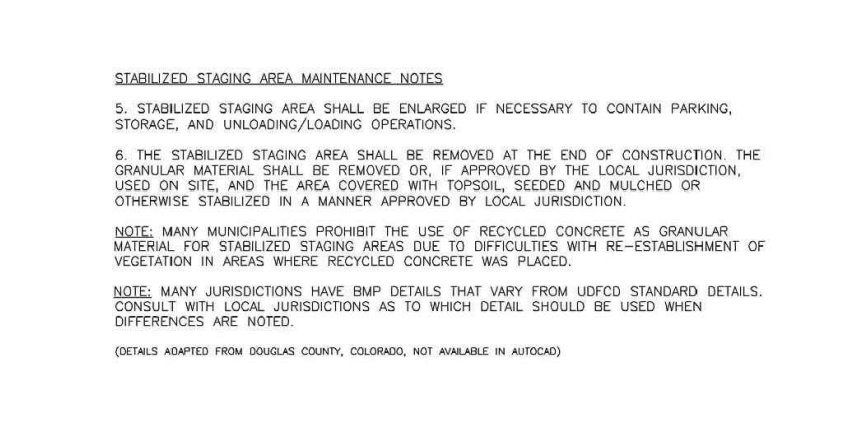 STABILIZED STAGING AREA MAINTENANCE NOTES
5. STABILIZED STAGING AREA SHALL BE ENLARGED IF NECESSARY TO CONTAIN PARKING,
STORAGE, AND UNLOADING/LOADING OPERATIONS.
6. THE STABILIZED STAGING AREA SHALL BE REMOVED AT THE END OF CONSTRUCTION. THE
GRANULAR MATERIAL SHALL BE REMOVED OR, IF APPROVED BY THE LOCAL JURISDICTION,
USED ON SITE, AND THE AREA COVERED WITH TOPSOIL, SEEDED AND MULCHED OR
OTHERWISE STABILIZED IN A MANNER APPROVED BY LOCAL JURISDICTION.
NOTE: MANY MUNICIPALITIES PROHIBIT THE USE OF RECYCLED CONCRETE AS GRANULAR
MATERIAL FOR STABILIZED STAGING AREAS DUE TO DIFFICULTIES WITH RE-ESTABLISHMENT OF
VEGETATION IN AREAS WHERE RECYCLED CONCRETE WAS PLACED.
NOTE: MANY JURISDICTIONS HAVE BMP DETAILS THAT VARY FROM UDFCD STANDARD DETAILS.
CONSULT WITH LOCAL JURISDICTIONS AS TO WHICH DETAIL SHOULD BE USED WHEN
DIFFERENCES ARE NOTED.
(DETAILS ADAPTED FROM DOUGLAS COUNTY, COLORADO, NOT AVAILABLE IN AUTOCAD)